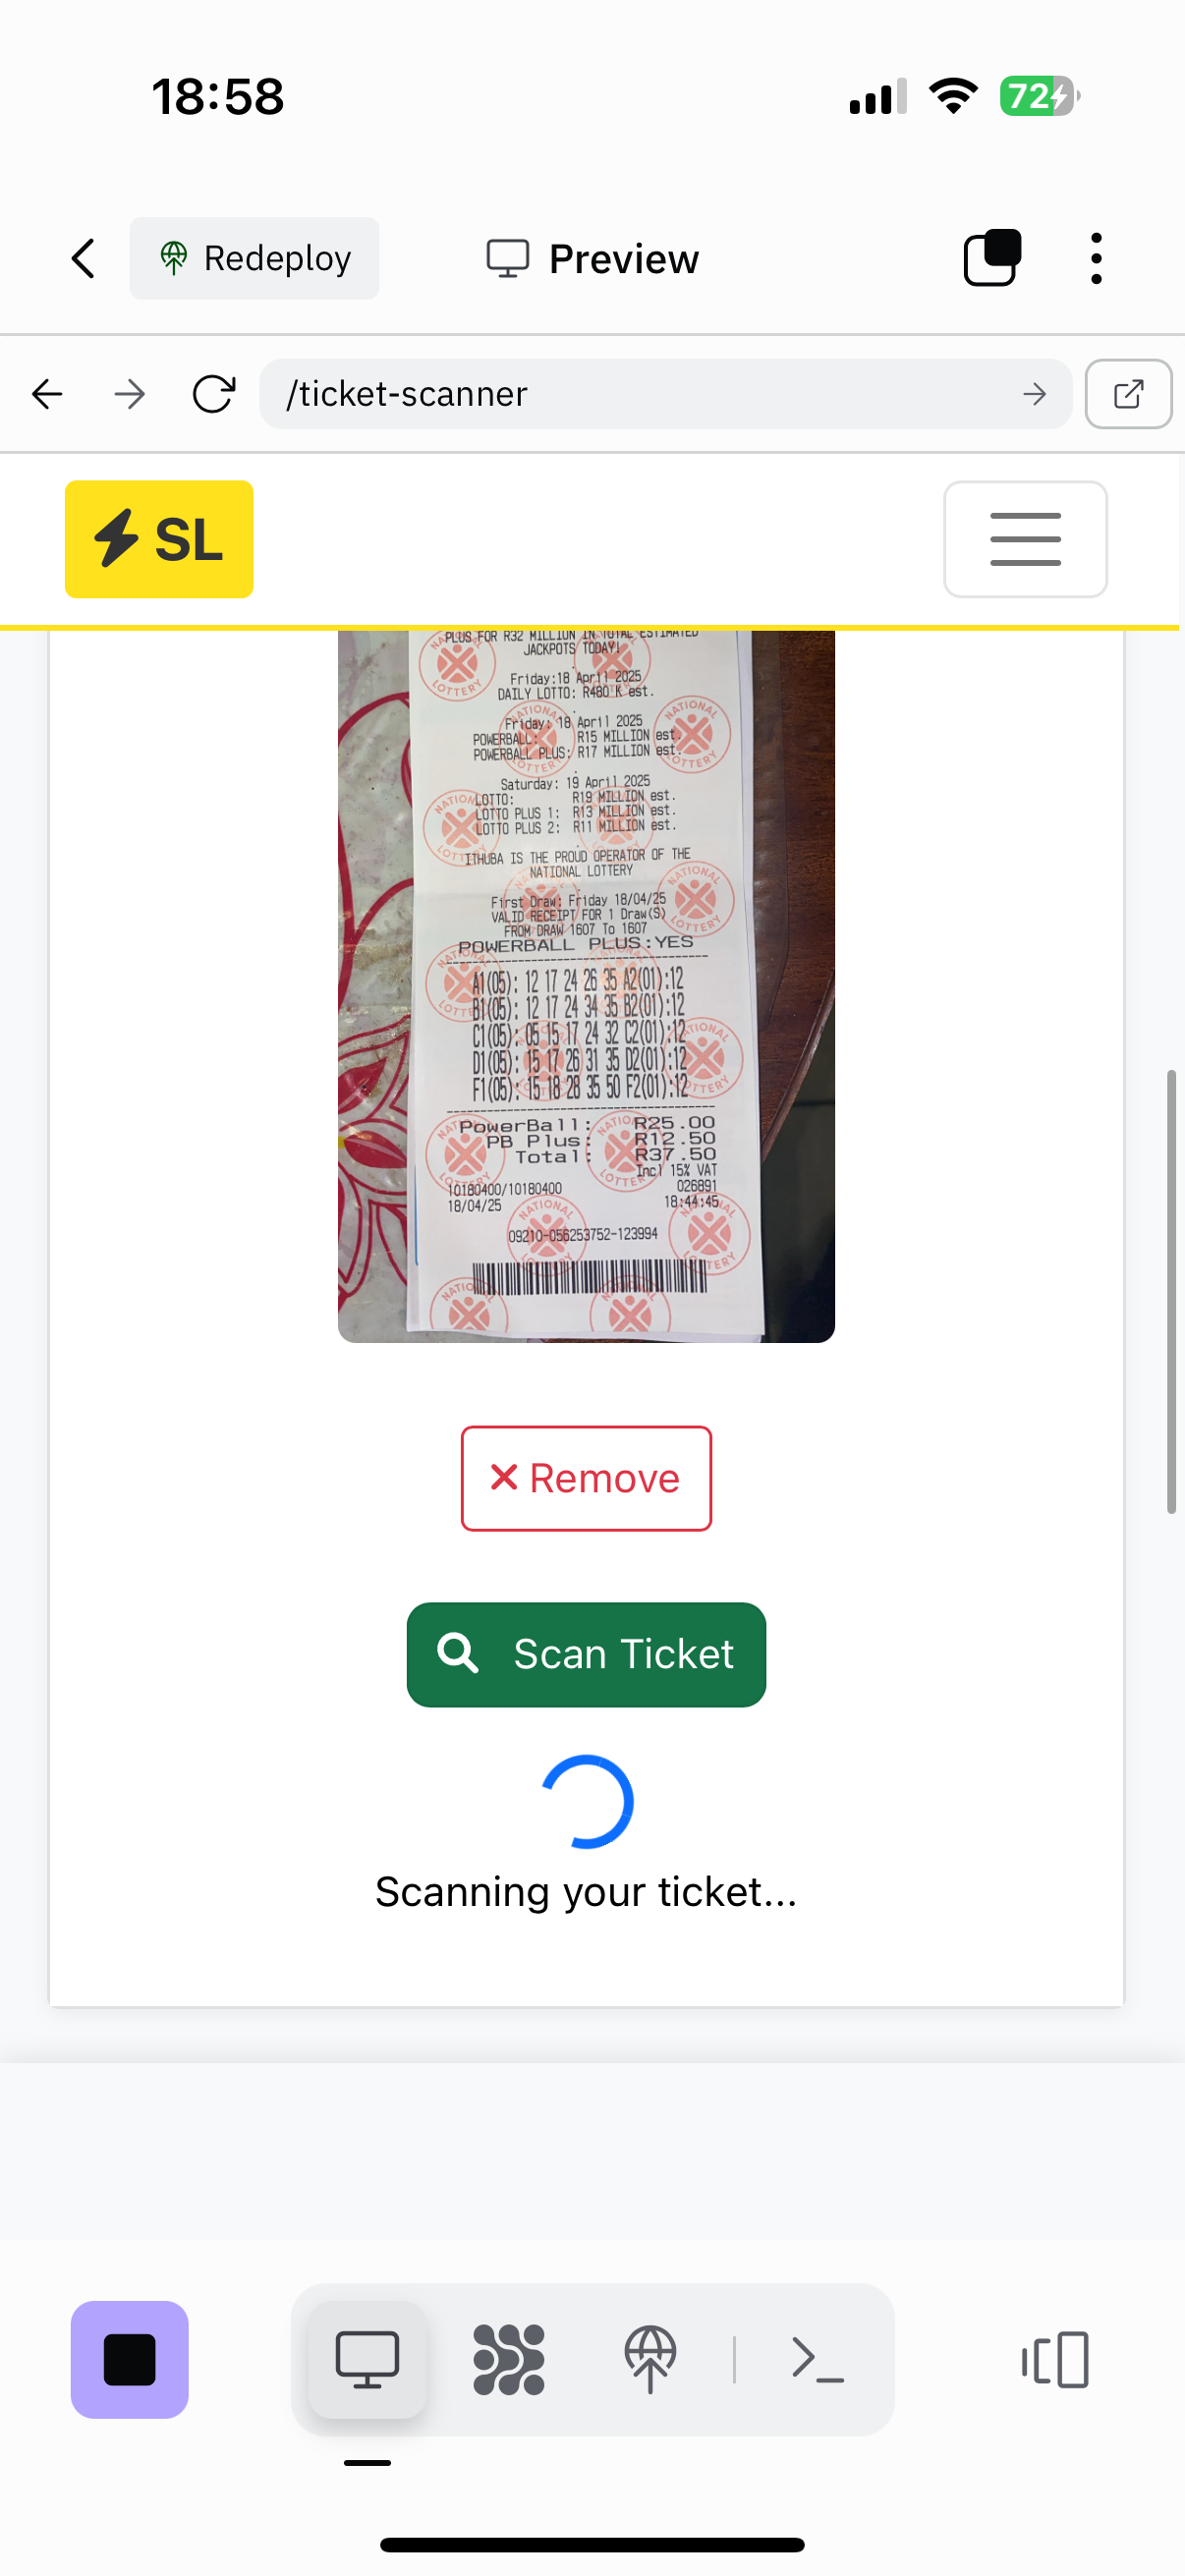 18:58
72
Redeploy
Preview
/ticket-scanner
SL
PLUS FOR R32 MILLION IN TOTAL ESTIMATED
JACKPOTS TODAY!
Friday:18 April 2025
DAILY LOTTO: R480 K est.
Friday: 18 April 2025
POWERBALL: R15 MILLION est.
POWERBALL PLUS: R17 MILLION est.
Saturday: 19 April 2025
LOTTO: R19 MILLION est.
LOTTO PLUS 1: R13 MILLION est.
LOTTO PLUS 2: R11 MILLION est.
ITHUBA IS THE PROUD OPERATOR OF THE
NATIONAL LOTTERY
First Draw: Friday 18/04/25
VALID RECEIPT FOR 1 Draw(S)
FROM DRAW 1607 To 1607
POWERBALL PLUS:YES
A1(05): 12 17 24 26 35 A2(01):12
B1(05): 12 17 24 34 35 B2(01):12
C1(05): 05 15 17 24 32 C2(01):12
D1(05): 15 17 26 31 35 D2(01):12
F1(05): 15 18 28 35 50 F2(01):12
PowerBall: R25.00
PB Plus: R12.50
Total: R37.50
Incl 15% VAT
10180400/10180400 026891
18/04/25 18:44:45
09210-056253752-123994
NATIONAL LOTTERY
Remove
Scan Ticket
Scanning your ticket...